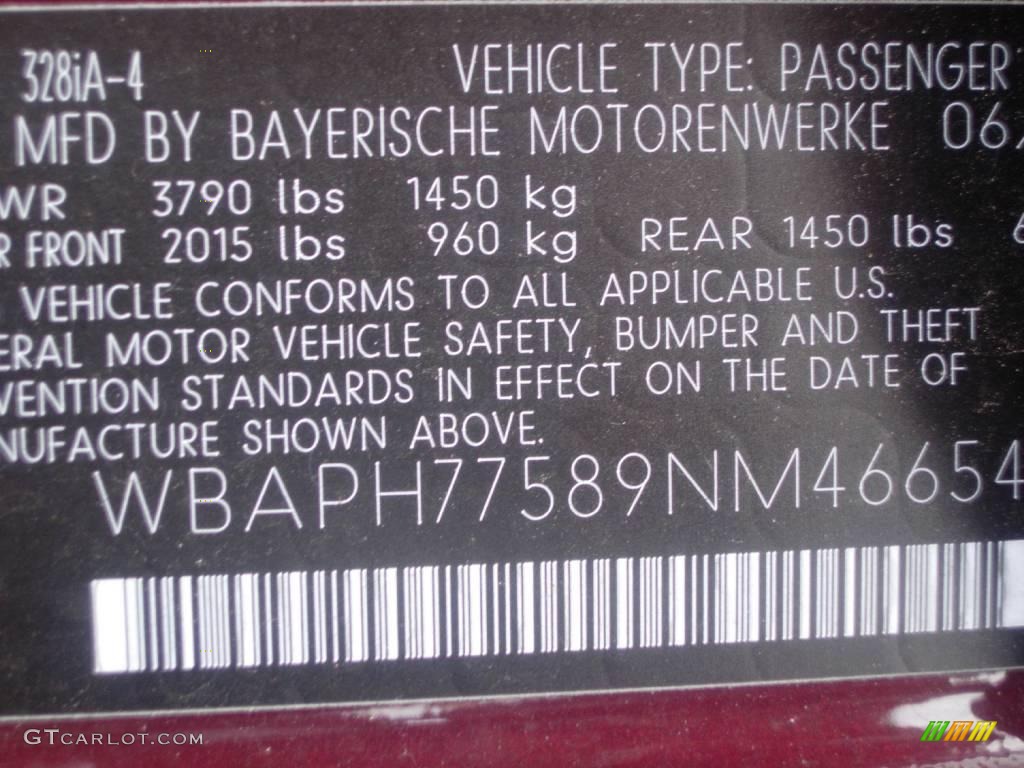 328iA-4 VEHICLE TYPE: PASSENGER
MFD BY BAYERISCHE MOTORENWERKE 06
WR 3790 lbs 1450 kg
R FRONT 2015 lbs 960 kg REAR 1450 lbs 6
VEHICLE CONFORMS TO ALL APPLICABLE U.S.
ERAL MOTOR VEHICLE SAFETY, BUMPER AND THEFT
VENTION STANDARDS IN EFFECT ON THE DATE OF
NUFACTURE SHOWN ABOVE.
WBAPH77589NM46654
GTCARLOT.COM